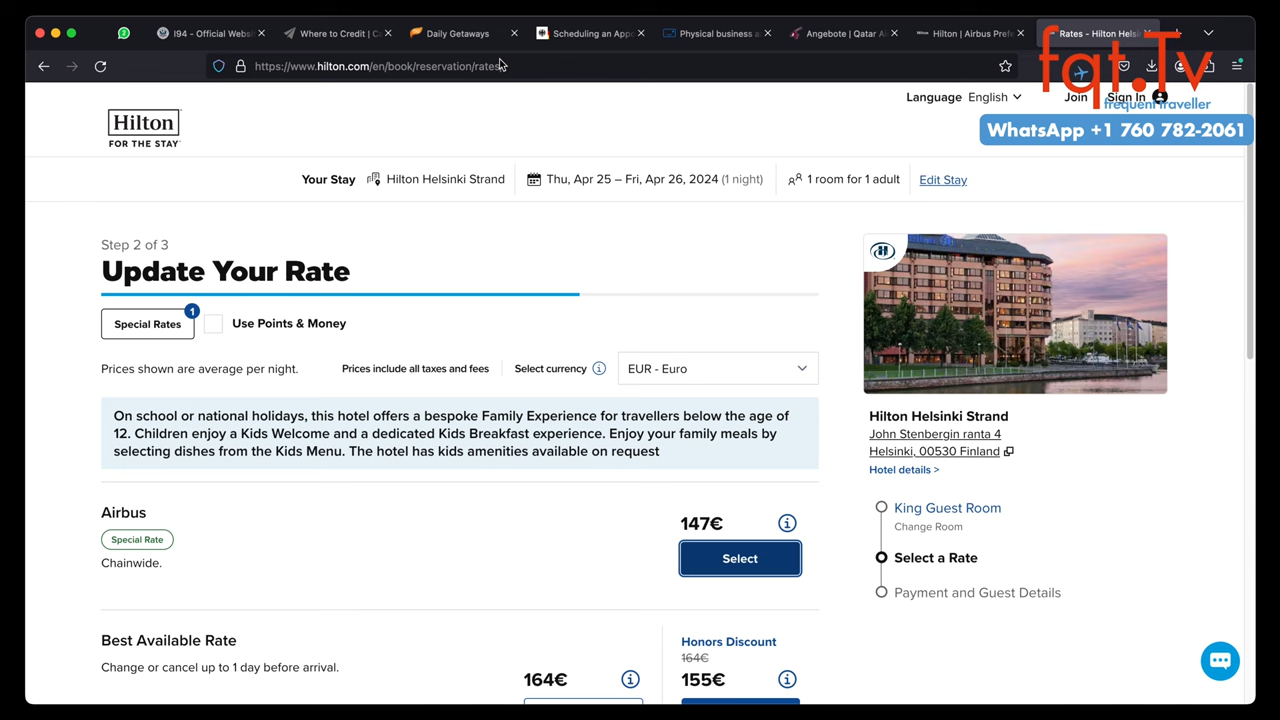 2
I94 - Official Websi
Where to Credit | C
Daily Getaways
Scheduling an Appo
Physical business a
Angebote | Qatar Ai
Hilton | Airbus Prefe
Rates - Hilton Helsi
https://www.hilton.com/en/book/reservation/rates
fqt.Tv
frequent traveller
WhatsApp +1 760 782-2061
Language English
Join
Sign In
Hilton
FOR THE STAY
Your Stay
Hilton Helsinki Strand
Thu, Apr 25 – Fri, Apr 26, 2024 (1 night)
1 room for 1 adult
Edit Stay
Step 2 of 3
Update Your Rate
Special Rates
1
Use Points & Money
Prices shown are average per night.
Prices include all taxes and fees
Select currency
EUR - Euro
On school or national holidays, this hotel offers a bespoke Family Experience for travellers below the age of
12. Children enjoy a Kids Welcome and a dedicated Kids Breakfast experience. Enjoy your family meals by
selecting dishes from the Kids Menu. The hotel has kids amenities available on request
Airbus
Special Rate
Chainwide.
147€
Select
Best Available Rate
Change or cancel up to 1 day before arrival.
164€
Honors Discount
164€
155€
H
Hilton Helsinki Strand
John Stenbergin ranta 4
Helsinki, 00530 Finland
Hotel details >
King Guest Room
Change Room
Select a Rate
Payment and Guest Details